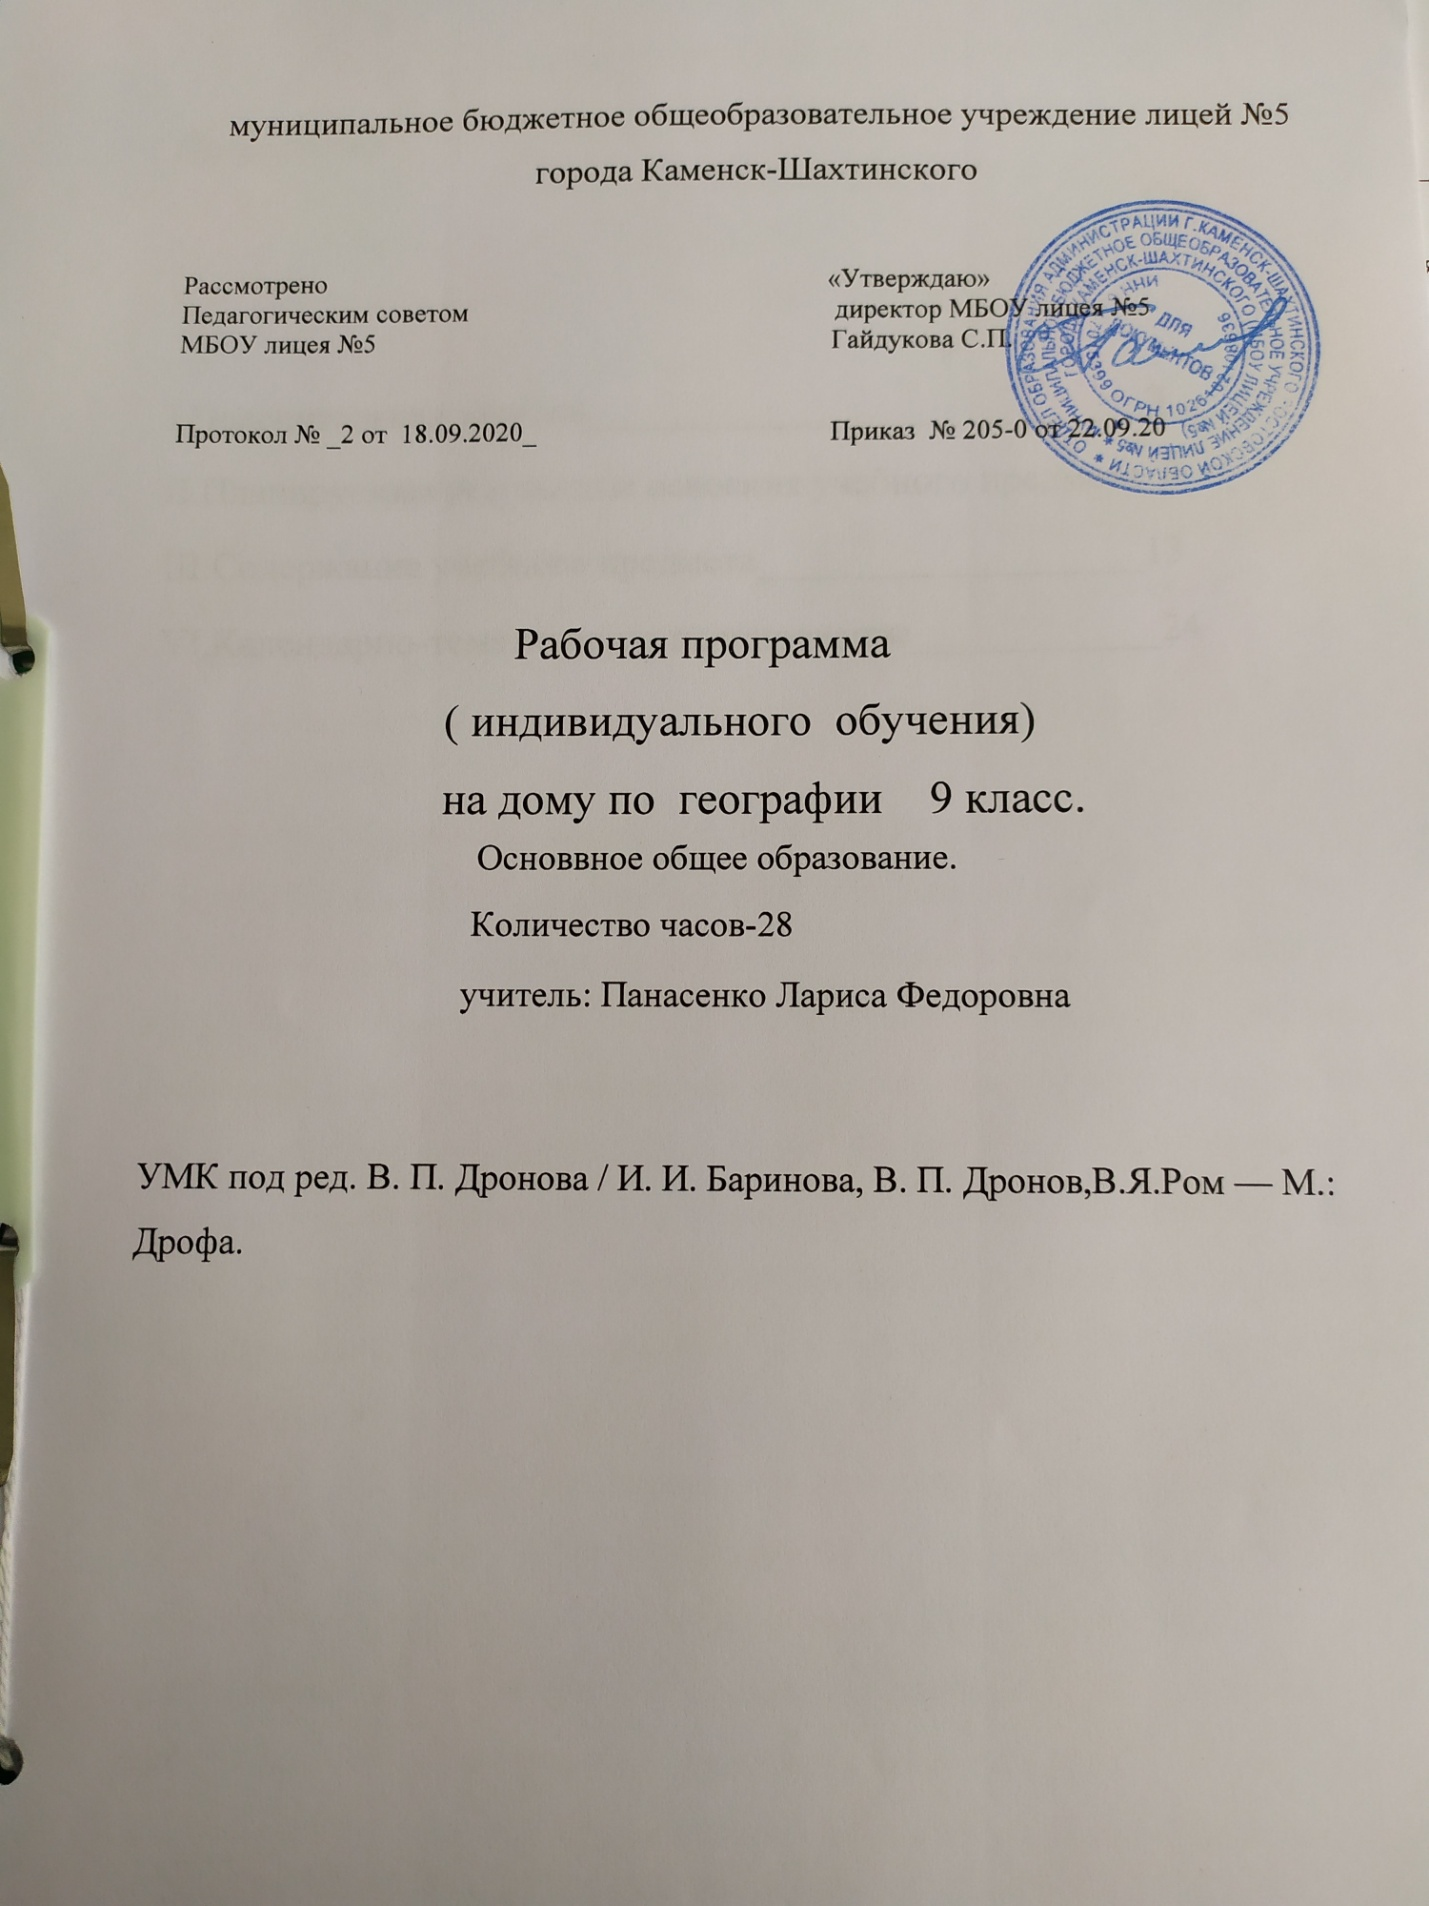 муниципальное бюджетное общеобразовательное учреждение лицей №5
города Каменск-Шахтинского
Рассмотрено
Педагогическим советом
МБОУ лицея №5
Протокол № _2 от 18.09.2020_
«Утверждаю»
директор МБОУ лицея №5
Гайдукова С.П.
Приказ № 205-0 от 22.09.20
ДЛЯ
ДОКУМЕНТОВ
Рабочая программа
( индивидуального обучения)
на дому по географии 9 класс.
Основвное общее образование.
Количество часов-28
учитель: Панасенко Лариса Федоровна
УМК под ред. В. П. Дронова / И. И. Баринова, В. П. Дронов,В.Я.Ром — М.:
Дрофа.